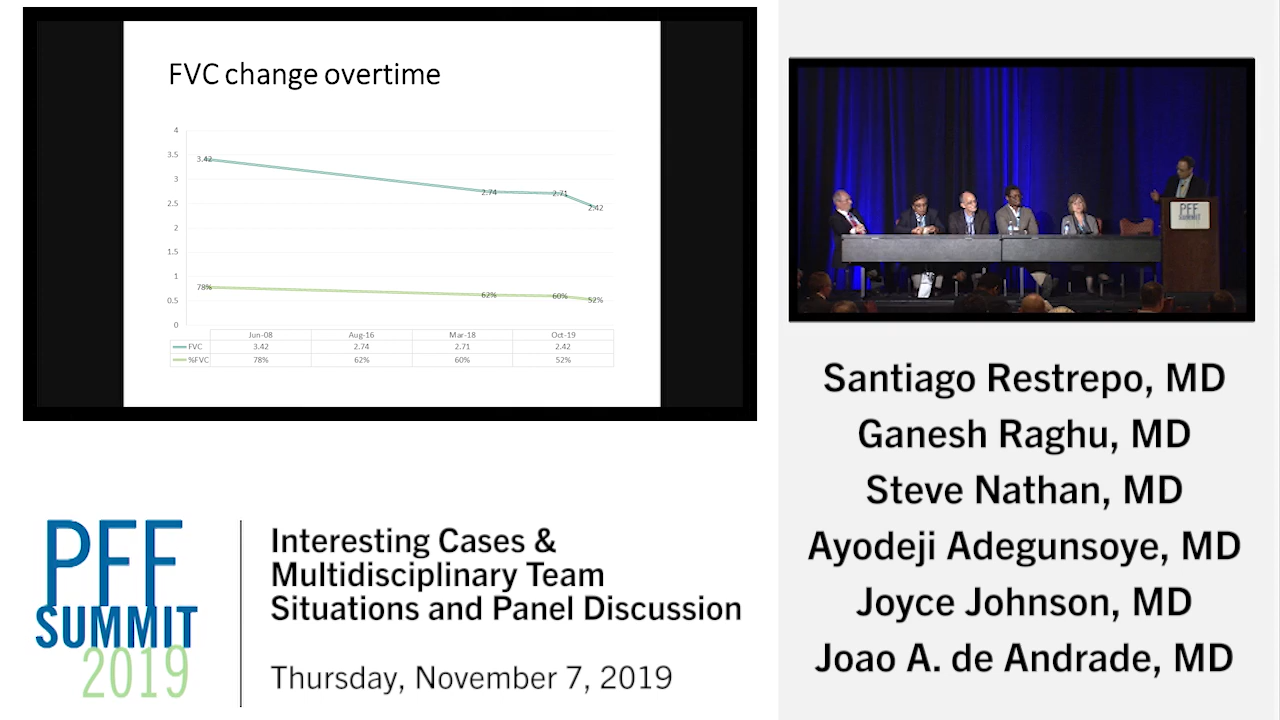 FVC change overtime
4
3.5
3
2.5
2
1.5
1
0.5
0
3.42
2.74
2.71
2.42
78%
62%
60%
52%
Jun-08 Aug-16 Mar-18 Oct-19
FVC 3.42 2.74 2.71 2.42
%FVC 78% 62% 60% 52%
PFF
SUMMIT
PFF
SUMMIT
2019
Interesting Cases &
Multidisciplinary Team
Situations and Panel Discussion
Thursday, November 7, 2019
Santiago Restrepo, MD
Ganesh Raghu, MD
Steve Nathan, MD
Ayodeji Adegunsoye, MD
Joyce Johnson, MD
Joao A. de Andrade, MD